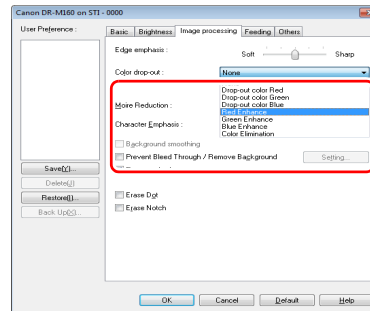 Canon DR-M160 on STI - 0000
User Preference :
Basic Brightness Image processing Feeding Others
Edge emphasis :
Soft Sharp
Color drop-out :
None
Drop-out color Red
Drop-out color Green
Moire Reduction :
Drop-out color Blue
Red Enhance
Green Enhance
Character Emphasis :
Blue Enhance
Color Elimination
Background smoothing
Prevent Bleed Through / Remove Background
Setting...
Save(Y)...
Delete(J)
Erase Dot
Restore(I)...
Erase Notch
Back Up(X)...
OK Cancel Default Help